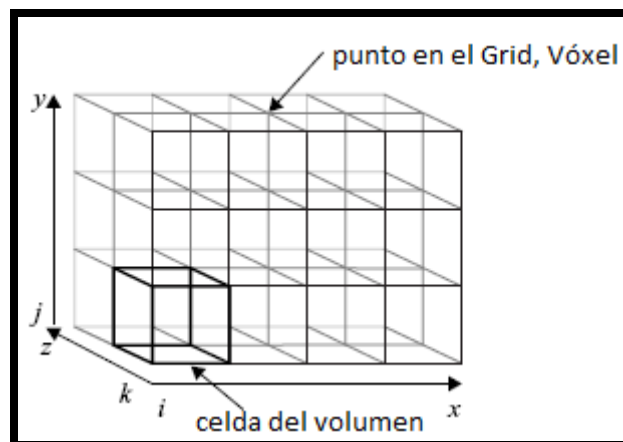 punto en el Grid, Vóxel
y
j
z
k
i
x
celda del volumen